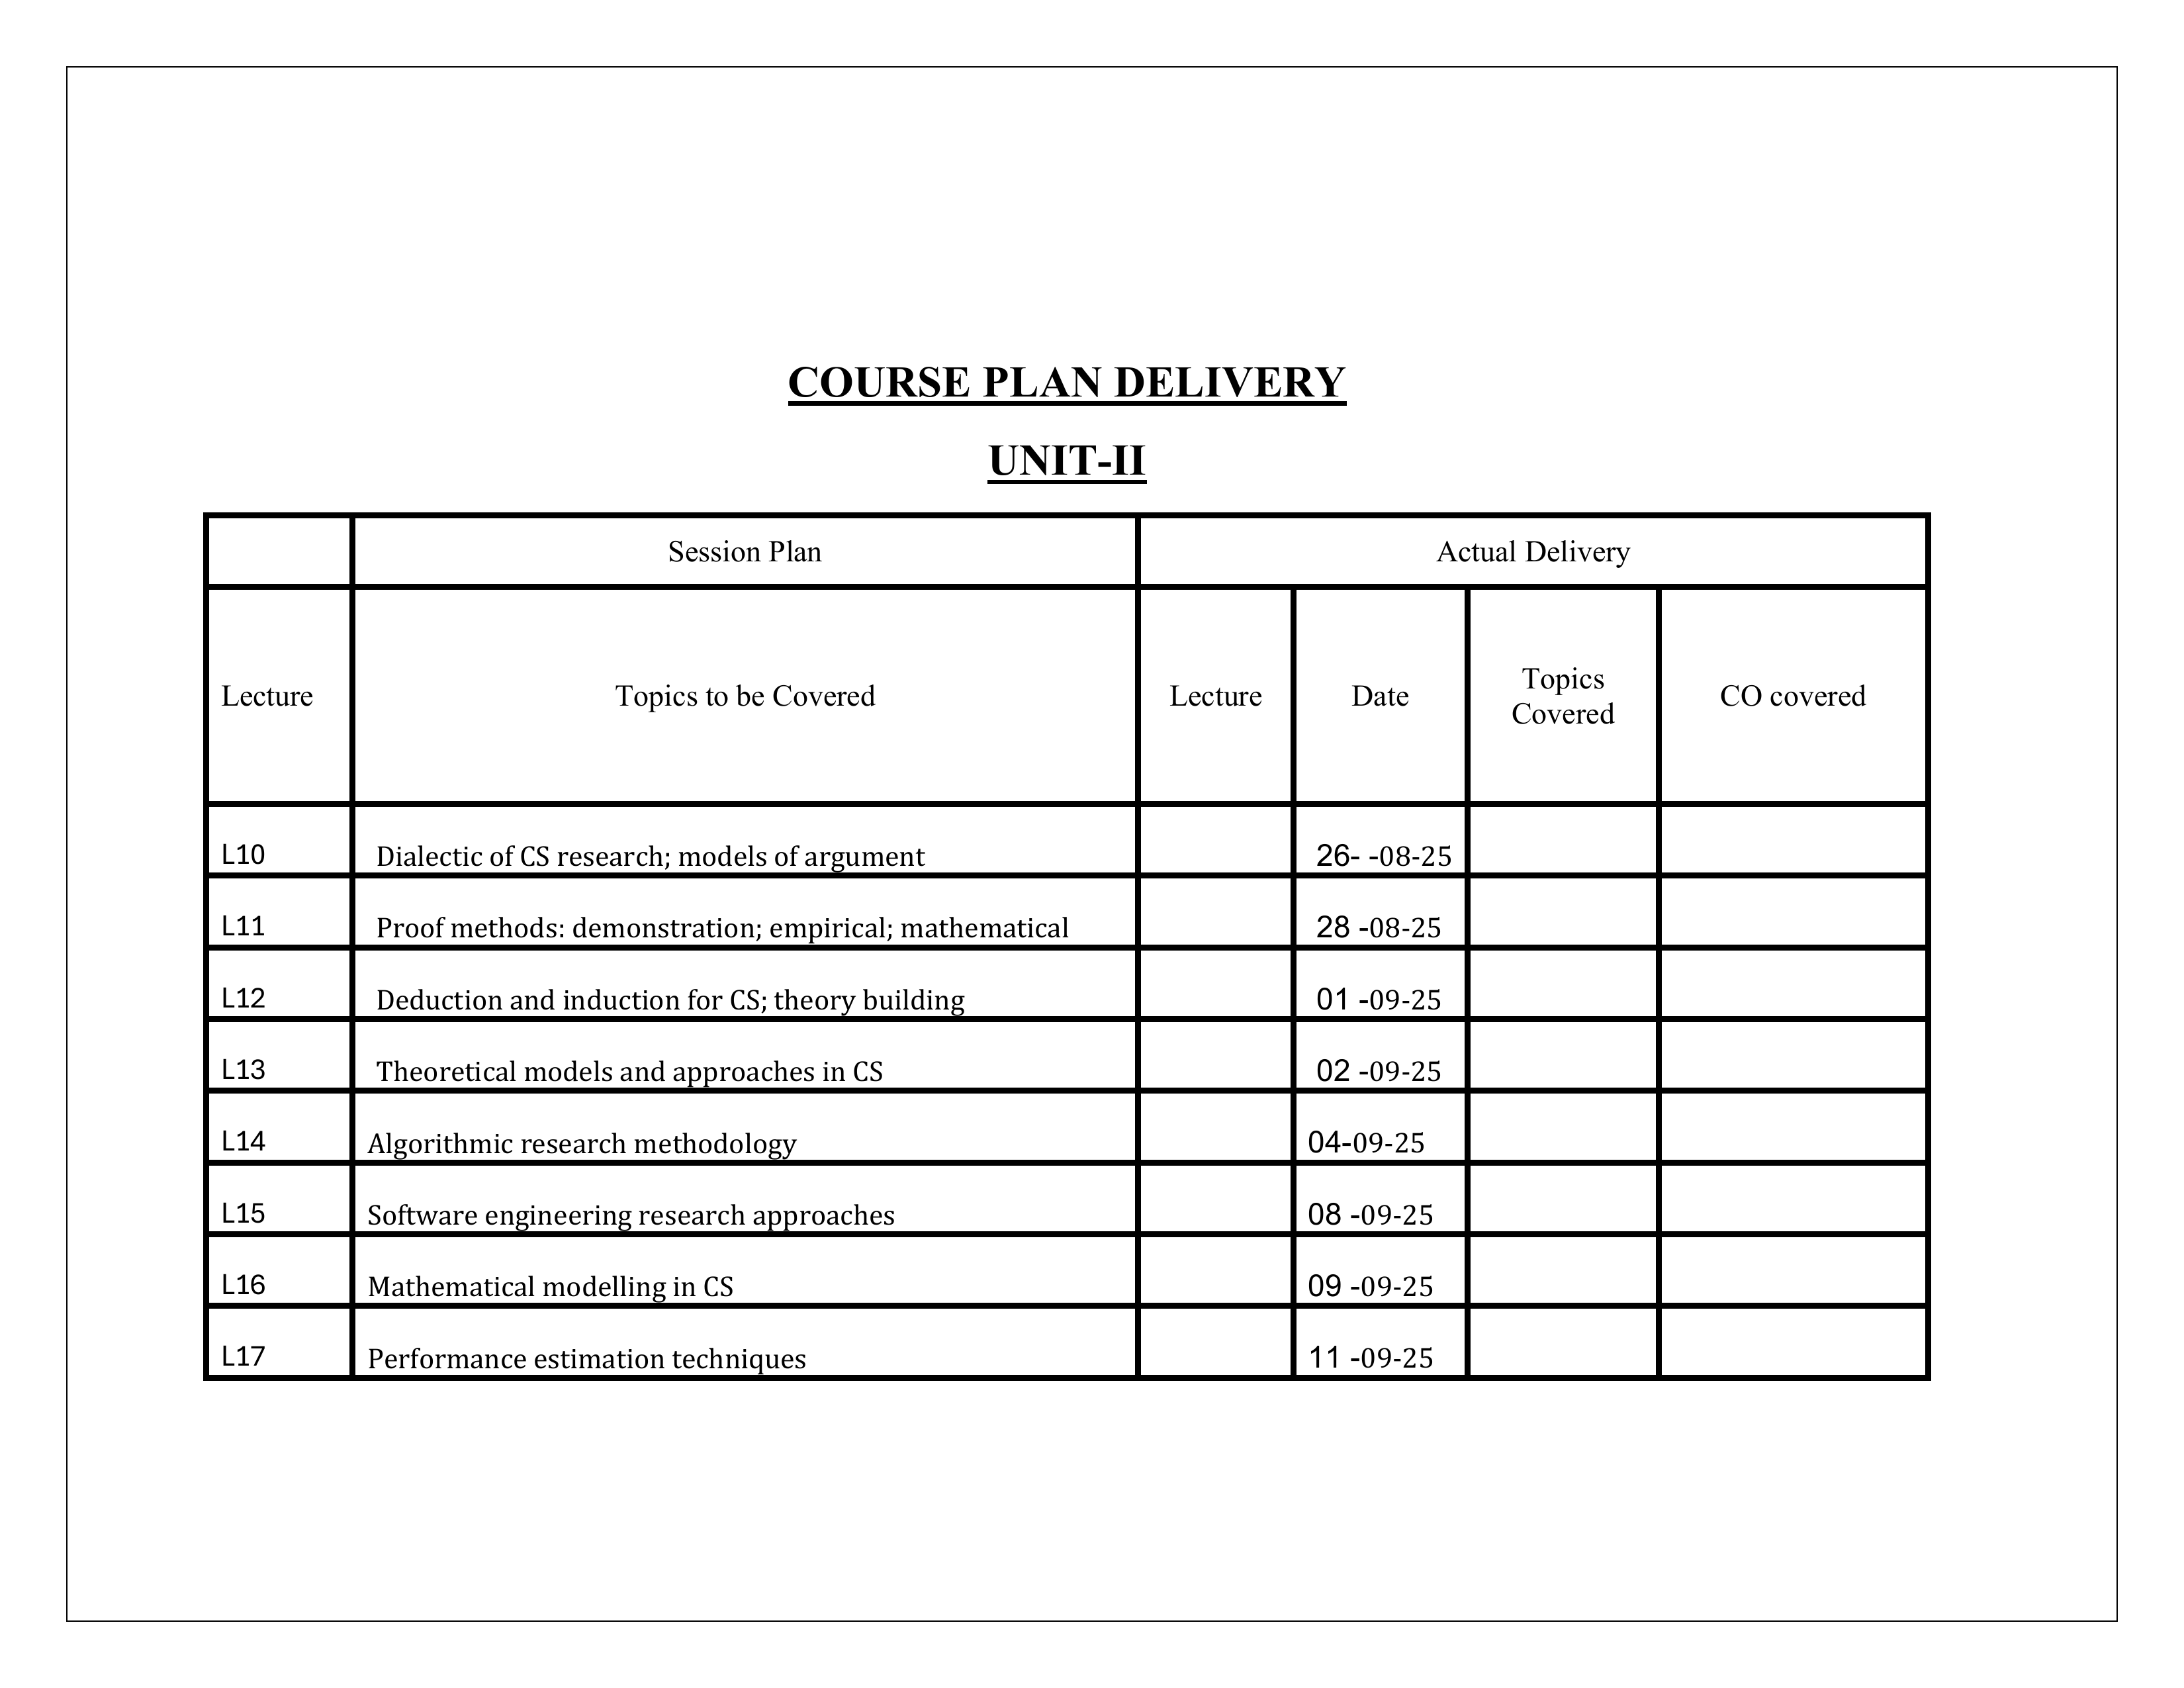 COURSE PLAN DELIVERY
UNIT-II
Session Plan Actual Delivery
Lecture Topics to be Covered Lecture Date Topics Covered CO covered
L10 Dialectic of CS research; models of argument 26- -08-25
L11 Proof methods: demonstration; empirical; mathematical 28 -08-25
L12 Deduction and induction for CS; theory building 01 -09-25
L13 Theoretical models and approaches in CS 02 -09-25
L14 Algorithmic research methodology 04-09-25
L15 Software engineering research approaches 08 -09-25
L16 Mathematical modelling in CS 09 -09-25
L17 Performance estimation techniques 11 -09-25